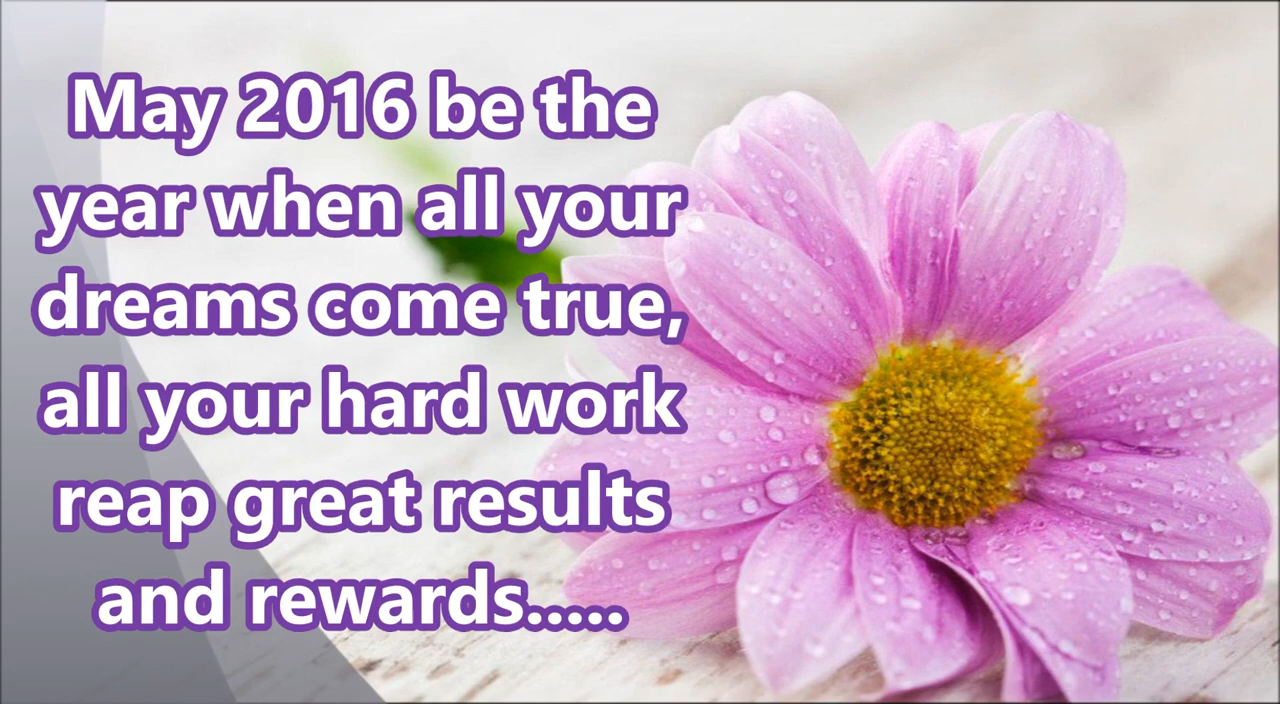 May 2016 be the
year when all your
dreams come true,
all your hard work
reap great results
and rewards.....